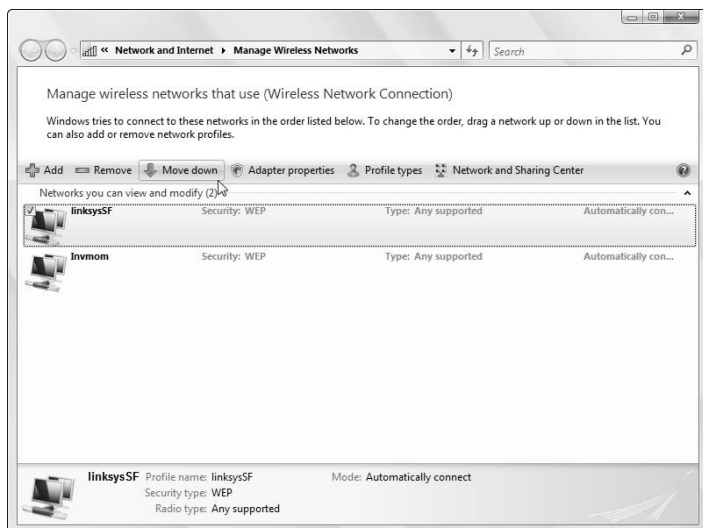 « Network and Internet ▸ Manage Wireless Networks Search
Manage wireless networks that use (Wireless Network Connection)
Windows tries to connect to these networks in the order listed below. To change the order, drag a network up or down in the list. You
can also add or remove network profiles.
Add Remove Move down Adapter properties Profile types Network and Sharing Center
Networks you can view and modify (2)
linksysSF Security: WEP Type: Any supported Automatically con...
Invmom Security: WEP Type: Any supported Automatically con...
linksysSF Profile name: linksysSF Mode: Automatically connect
Security type: WEP
Radio type: Any supported